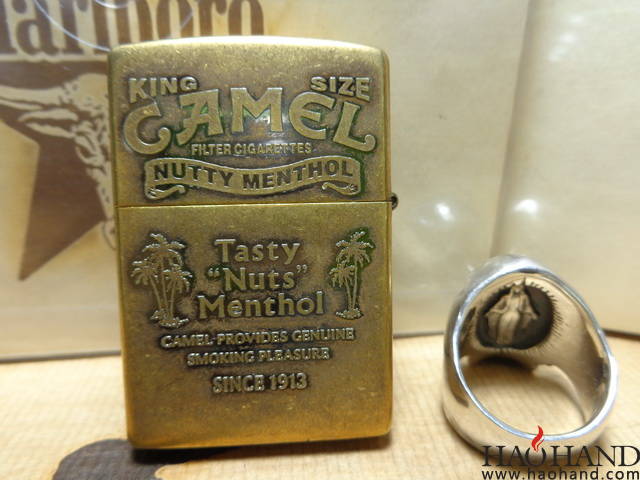 Marlboro
KING SIZE
CAMEL
FILTER CIGARETTES
NUTTY MENTHOL
Tasty
"Nuts"
Menthol
CAMEL PROVIDES GENUINE
SMOKING PLEASURE
SINCE 1913
HAOHAND
www.haohand.com